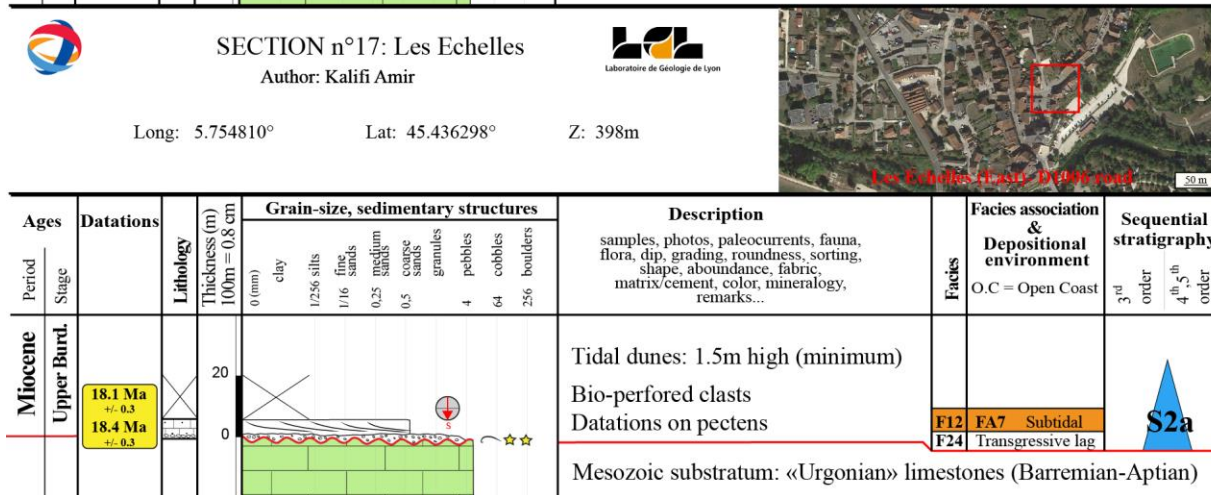 SECTION n°17: Les Echelles
Author: Kalifi Amir
LGL
Laboratoire de Géologie de Lyon
Long: 5.754810°
Lat: 45.436298°
Z: 398m
Les Echelles (East)- D1006 road
50 m
Ages
Period
Stage
Datations
Lithology
Thickness (m)
100m = 0.8 cm
Grain-size, sedimentary structures
0 (mm)
clay
1/256 silts
1/16 fine sands
0,25 medium sands
0,5 coarse sands
granules
4 pebbles
64 cobbles
256 boulders
Description
samples, photos, paleocurrents, fauna,
flora, dip, grading, roundness, sorting,
shape, aboundance, fabric,
matrix/cement, color, mineralogy,
remarks...
Facies
Facies association
&
Depositional
environment
O.C = Open Coast
Sequential
stratigraphy
3rd order
4th,5th order
Miocene
Upper Burd.
18.1 Ma
+/- 0.3
18.4 Ma
+/- 0.3
20
0
S
Tidal dunes: 1.5m high (minimum)
Bio-perfored clasts
Datations on pectens
F12 FA7 Subtidal
F24 Transgressive lag
S2a
Mesozoic substratum: «Urgonian» limestones (Barremian-Aptian)